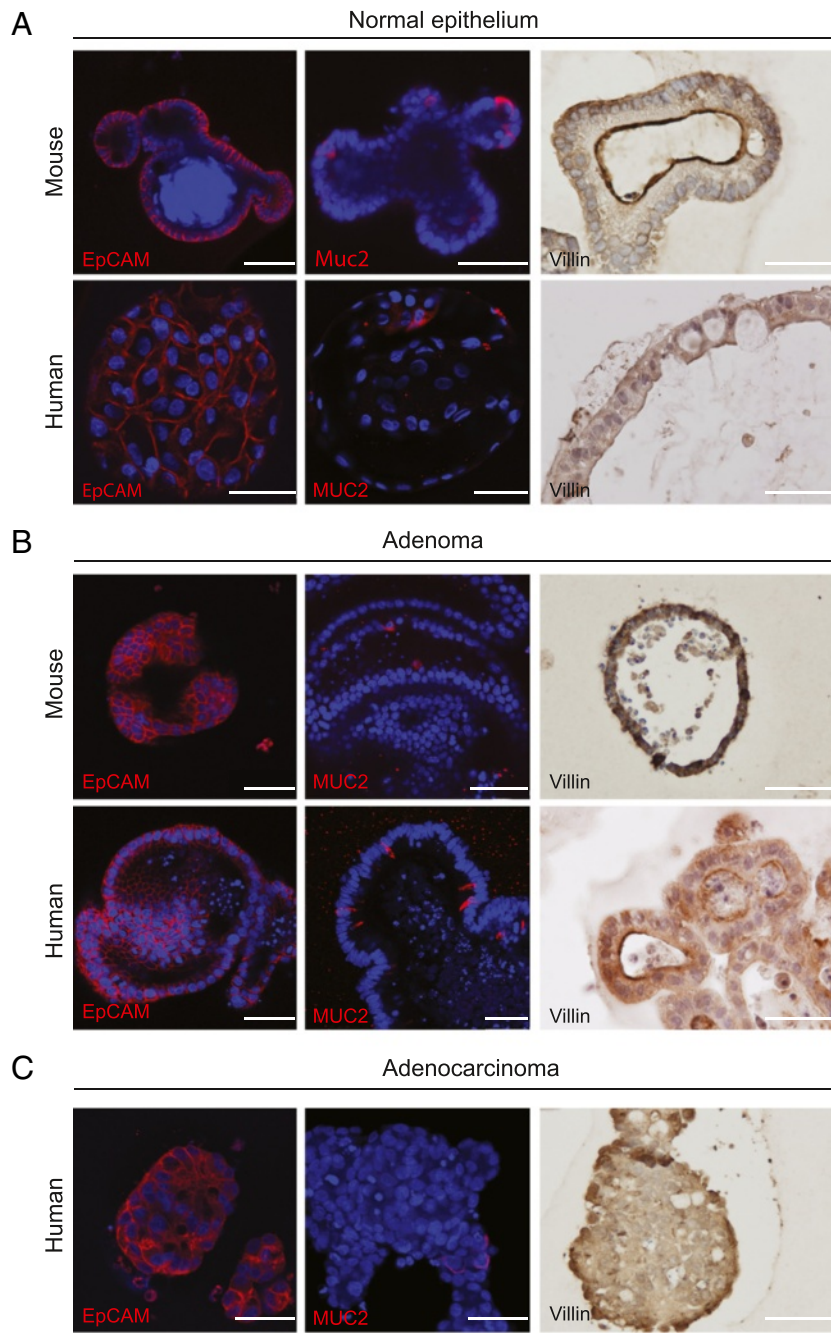 A
Normal epithelium
Mouse
EpCAM
Muc2
Villin
Human
EpCAM
MUC2
Villin
B
Adenoma
Mouse
EpCAM
MUC2
Villin
Human
EpCAM
MUC2
Villin
C
Adenocarcinoma
Human
EpCAM
MUC2
Villin